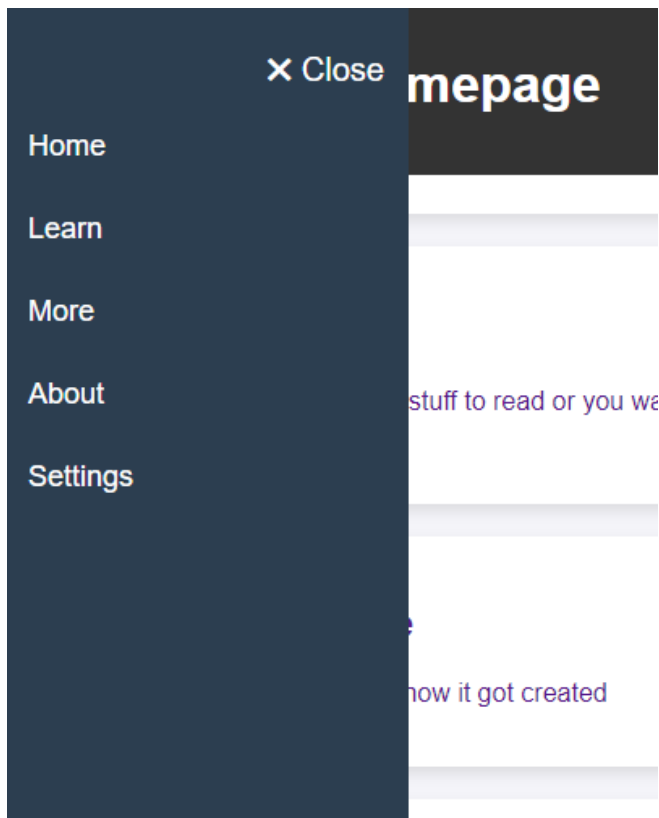 × Close
mepage
Home
Learn
More
About
stuff to read or you wa
Settings
e
how it got created